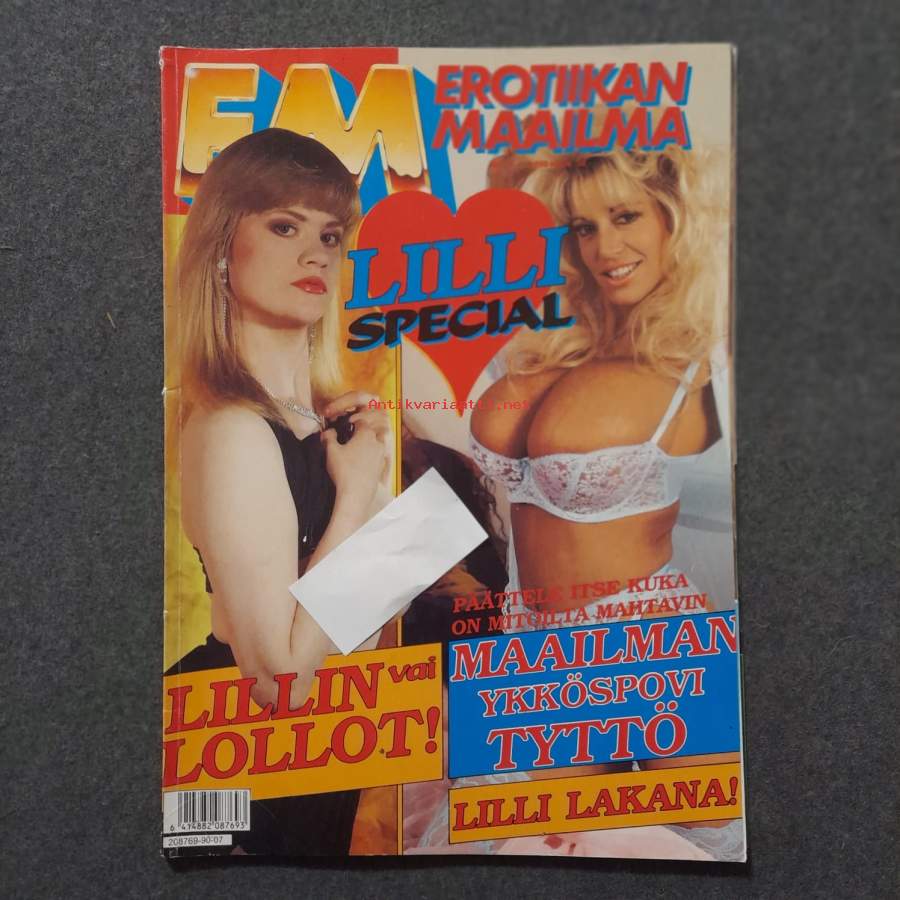 EM
EROTIIKAN
MAAILMA
LILLI
SPECIAL
Antikvariaatti.net
PÄÄTTELE ITSE KUKA
ON MITOILTA MAHTAVIN
MAAILMAN
YKKÖSPOVI
TYTTÖ
LILLIN vai
LOLLOT!
LILLI LAKANA!
6 414882 087693
208769-90-07